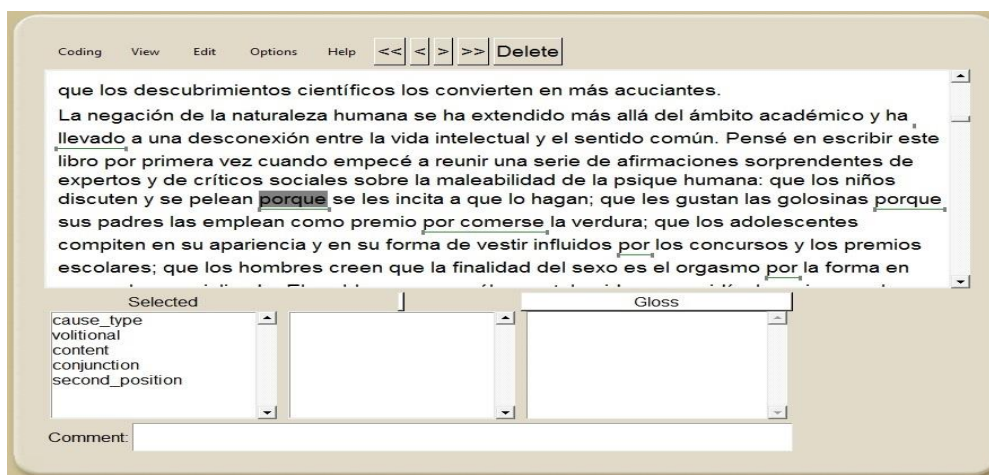 Coding View Edit Options Help << < > >> Delete
que los descubrimientos científicos los convierten en más acuciantes.
La negación de la naturaleza humana se ha extendido más allá del ámbito académico y ha
llevado a una desconexión entre la vida intelectual y el sentido común. Pensé en escribir este
libro por primera vez cuando empecé a reunir una serie de afirmaciones sorprendentes de
expertos y de críticos sociales sobre la maleabilidad de la psique humana: que los niños
discuten y se pelean porque se les incita a que lo hagan; que les gustan las golosinas porque
sus padres las emplean como premio por comerse la verdura; que los adolescentes
compiten en su apariencia y en su forma de vestir influidos por los concursos y los premios
escolares; que los hombres creen que la finalidad del sexo es el orgasmo por la forma en
Selected Gloss
cause_type
volitional
content
conjunction
second_position
Comment: